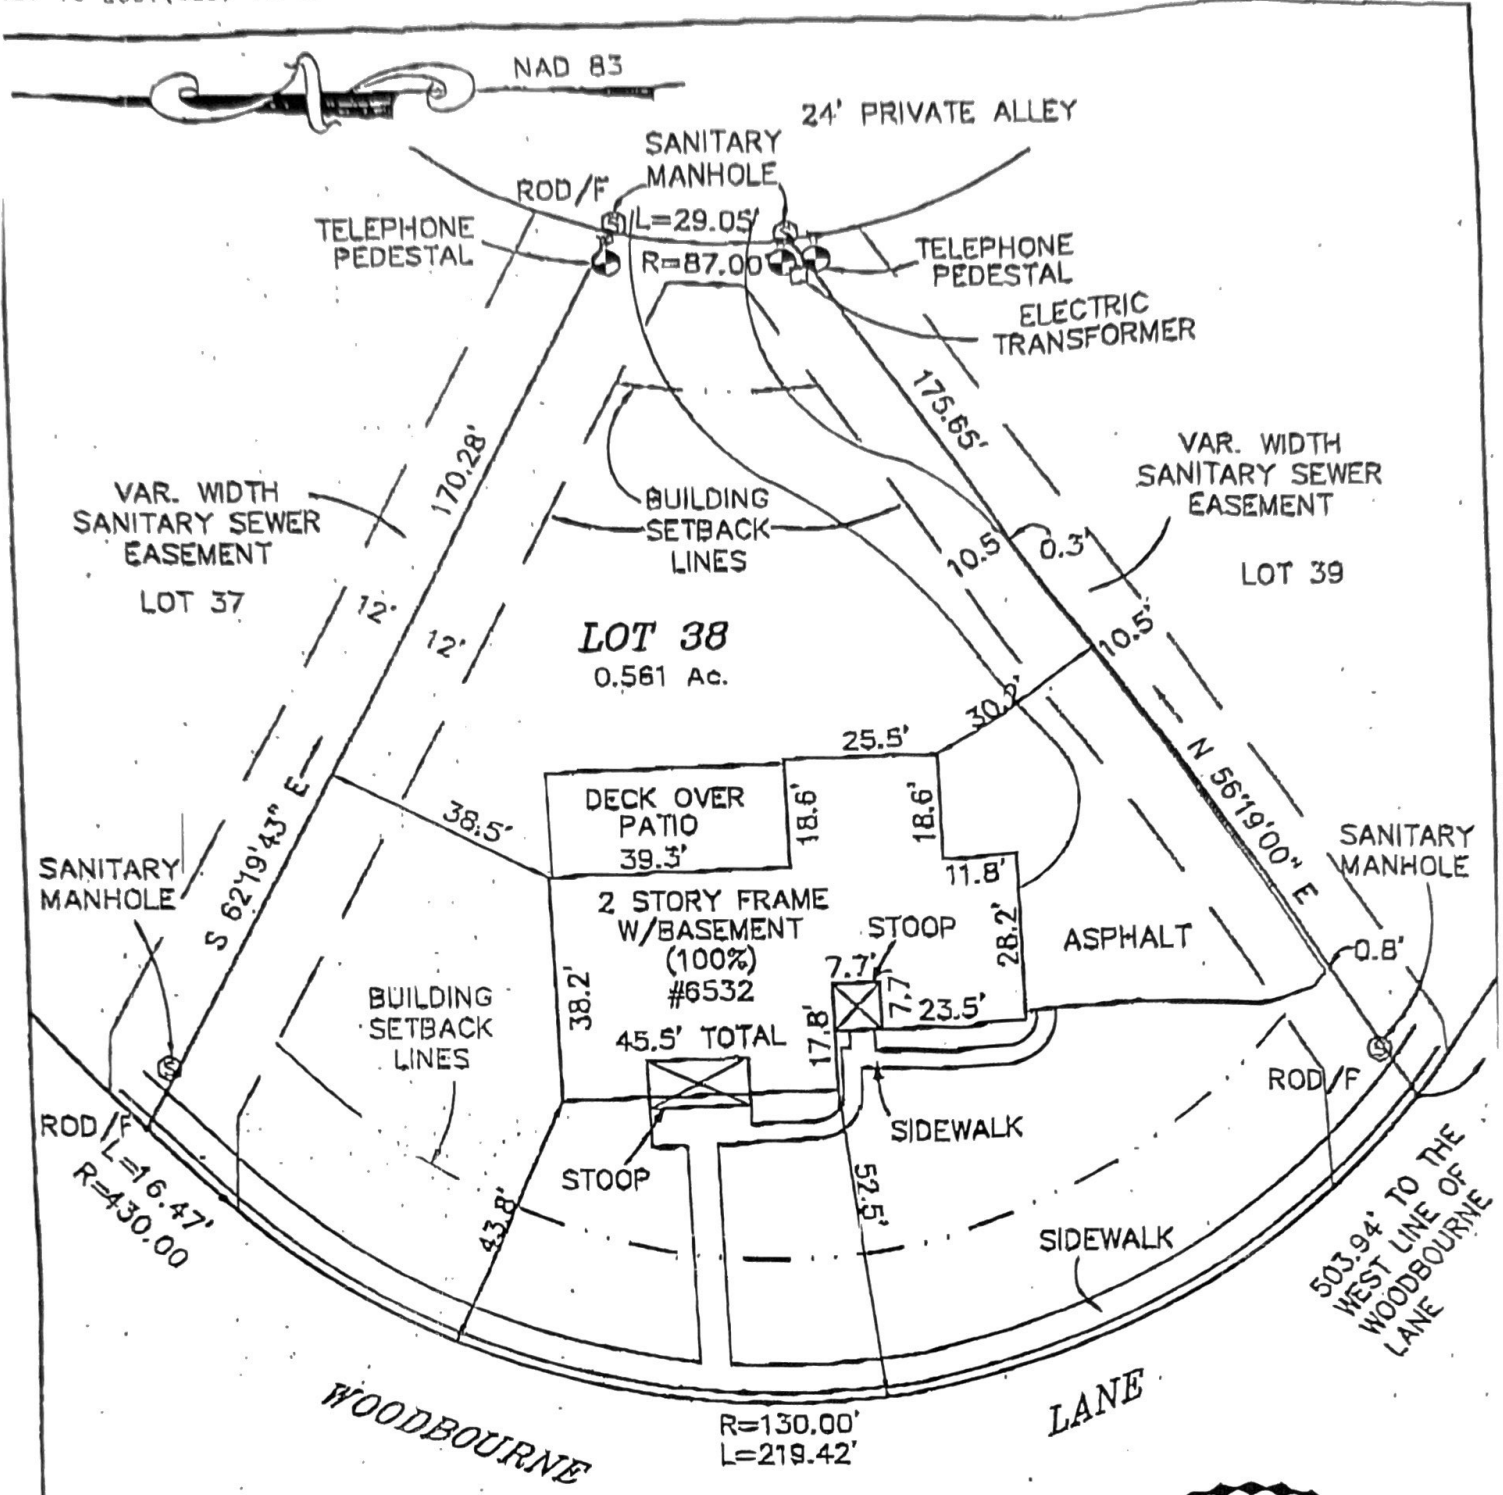 NAD 83
24' PRIVATE ALLEY
SANITARY
MANHOLE
ROD/F
L=29.05'
TELEPHONE
PEDESTAL
R=87.00'
TELEPHONE
PEDESTAL
ELECTRIC
TRANSFORMER
175.65'
170.28'
VAR. WIDTH
SANITARY SEWER
EASEMENT
VAR. WIDTH
SANITARY SEWER
EASEMENT
BUILDING
SETBACK
LINES
10.5
0.3'
LOT 39
LOT 37
12'
12'
10.5'
LOT 38
0.561 Ac.
30.2'
25.5'
N 56°19'00" E
S 62°19'43" E
38.5'
DECK OVER
PATIO
39.3'
18.6'
18.6'
11.8'
SANITARY
MANHOLE
SANITARY
MANHOLE
2 STORY FRAME
W/BASEMENT
(100%)
#6532
45.5' TOTAL
STOOP
28.2'
ASPHALT
0.8'
7.7'
7.7
23.5'
38.2'
17.8'
BUILDING
SETBACK
LINES
ROD/F
ROD/F
L=16.47'
R=430.00
SIDEWALK
STOOP
43.8'
52.5'
SIDEWALK
503.94' TO THE
WEST LINE OF
WOODBOURNE
LANE
WOODBOURNE LANE
R=130.00'
L=219.42'